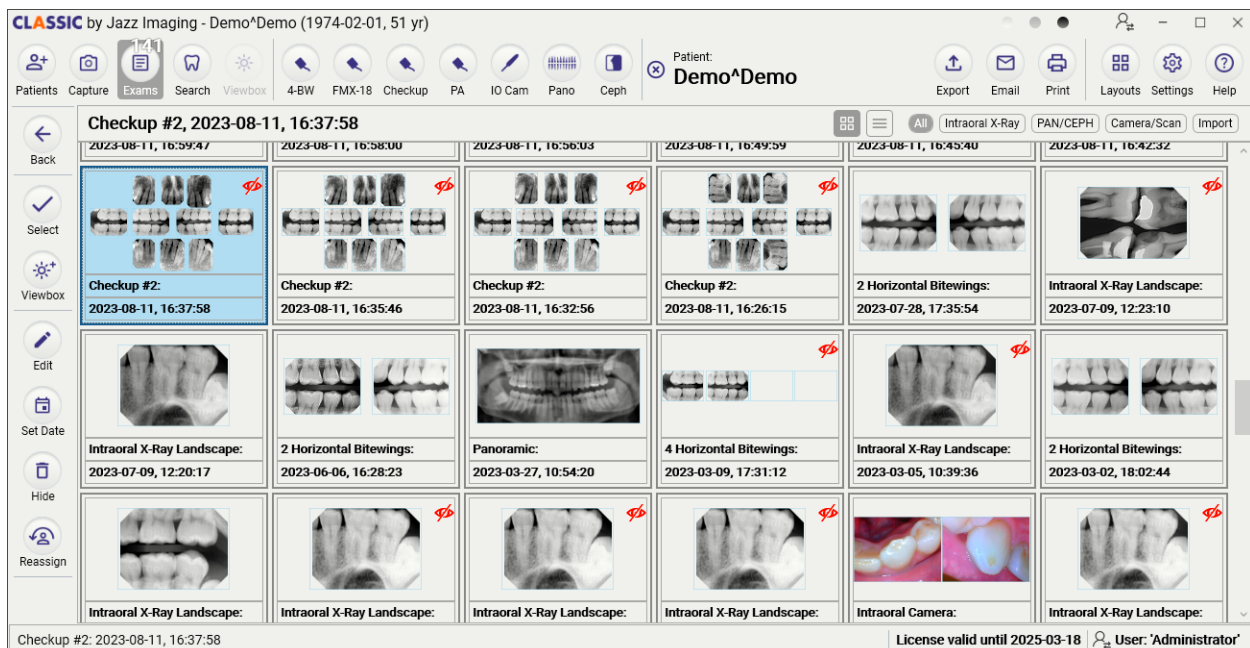 CLASSIC by Jazz Imaging - Demo^Demo (1974-02-01, 51 yr)
141
Patients Capture Exams Search Viewbox 4-BW FMX-18 Checkup PA IO Cam Pano Ceph
Patient:
Demo^Demo
Export Email Print Layouts Settings Help
Checkup #2, 2023-08-11, 16:37:58
All Intraoral X-Ray PAN/CEPH Camera/Scan Import
Back
Select
Viewbox
Edit
Set Date
Hide
Reassign
2023-08-11, 16:59:47 2023-08-11, 16:58:00 2023-08-11, 16:56:03 2023-08-11, 16:49:59 2023-08-11, 16:45:40 2023-08-11, 16:42:32
Checkup #2: Checkup #2: Checkup #2: Checkup #2: 2 Horizontal Bitewings: Intraoral X-Ray Landscape:
2023-08-11, 16:37:58 2023-08-11, 16:35:46 2023-08-11, 16:32:56 2023-08-11, 16:26:15 2023-07-28, 17:35:54 2023-07-09, 12:23:10
Intraoral X-Ray Landscape: 2 Horizontal Bitewings: Panoramic: 4 Horizontal Bitewings: Intraoral X-Ray Landscape: 2 Horizontal Bitewings:
2023-07-09, 12:20:17 2023-06-06, 16:28:23 2023-03-27, 10:54:20 2023-03-09, 17:31:12 2023-03-05, 10:39:36 2023-03-02, 18:02:44
Intraoral X-Ray Landscape: Intraoral X-Ray Landscape: Intraoral X-Ray Landscape: Intraoral X-Ray Landscape: Intraoral Camera: Intraoral X-Ray Landscape:
Checkup #2: 2023-08-11, 16:37:58
License valid until 2025-03-18
User: 'Administrator'